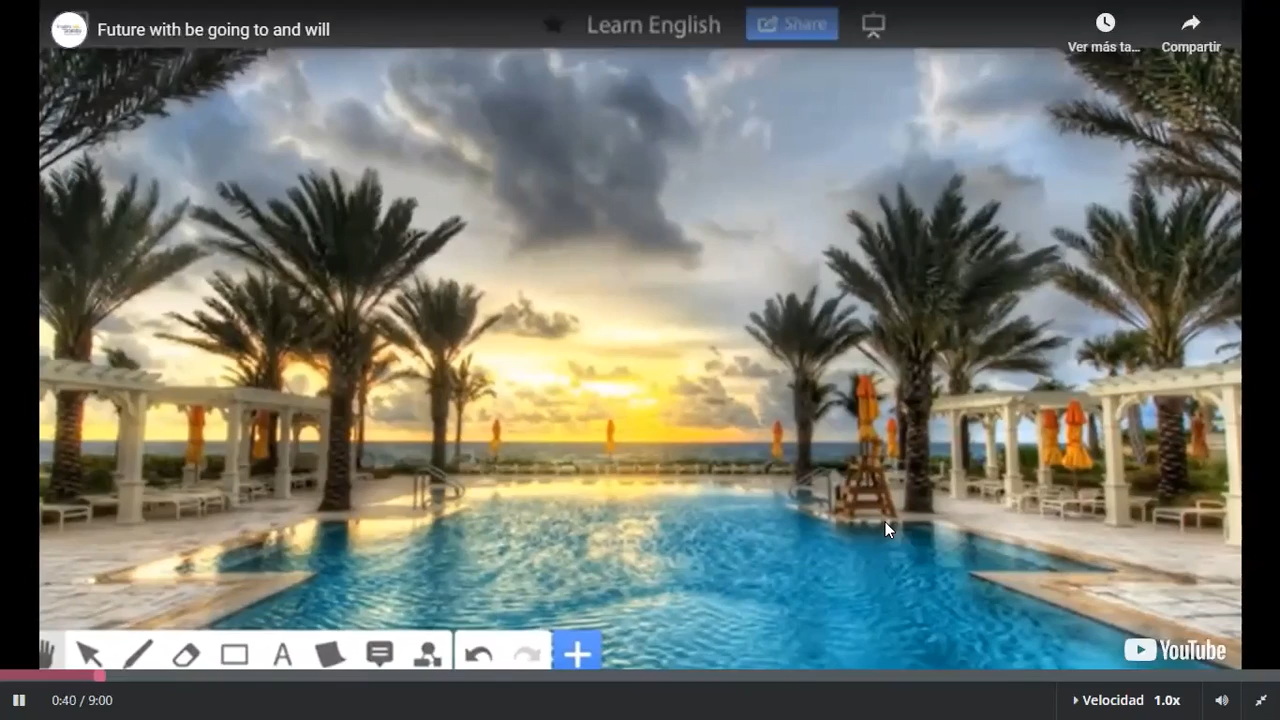 Future with be going to and will
Learn English
Share
Ver más ta...
Compartir
A
YouTube
0:40 / 9:00
Velocidad 1.0x